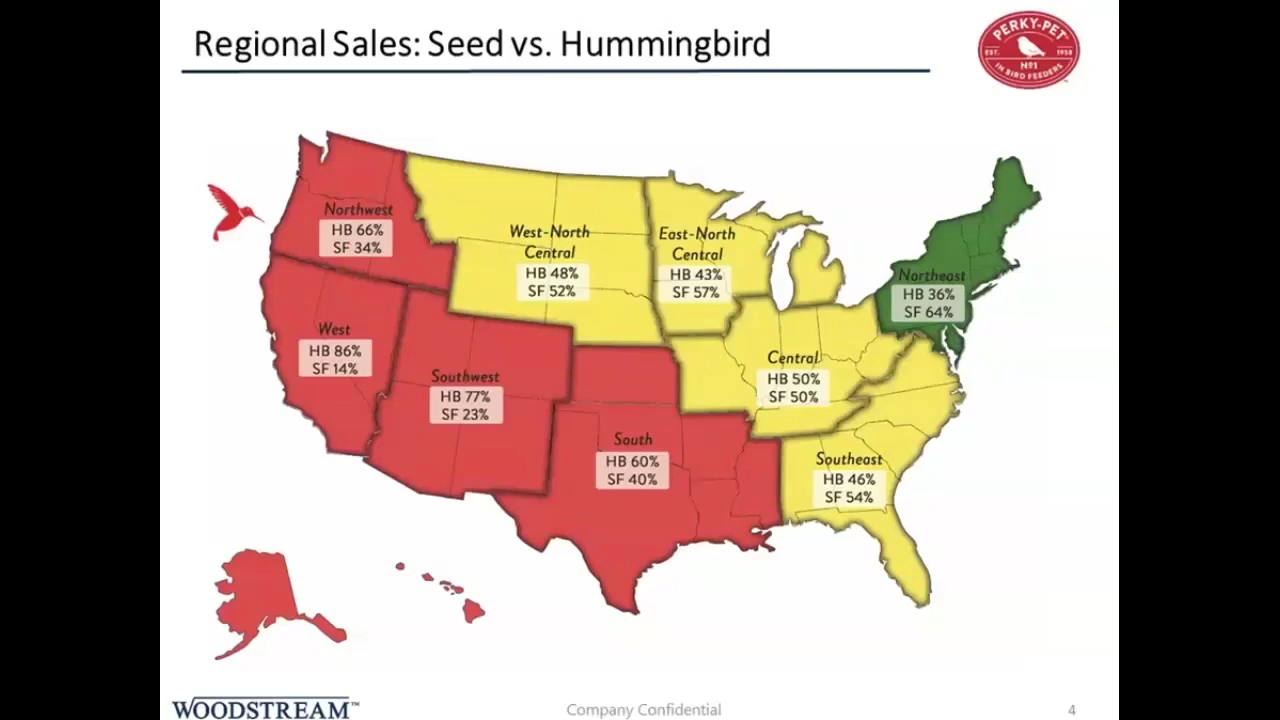 Regional Sales: Seed vs. Hummingbird
PERKY-PET
EST. 1958
Nº1
IN BIRD FEEDERS
Northwest
HB 66%
SF 34%
West-North
Central
HB 48%
SF 52%
East-North
Central
HB 43%
SF 57%
Northeast
HB 36%
SF 64%
West
HB 86%
SF 14%
Southwest
HB 77%
SF 23%
Central
HB 50%
SF 50%
South
HB 60%
SF 40%
Southeast
HB 46%
SF 54%
WOODSTREAM™
Company Confidential
4